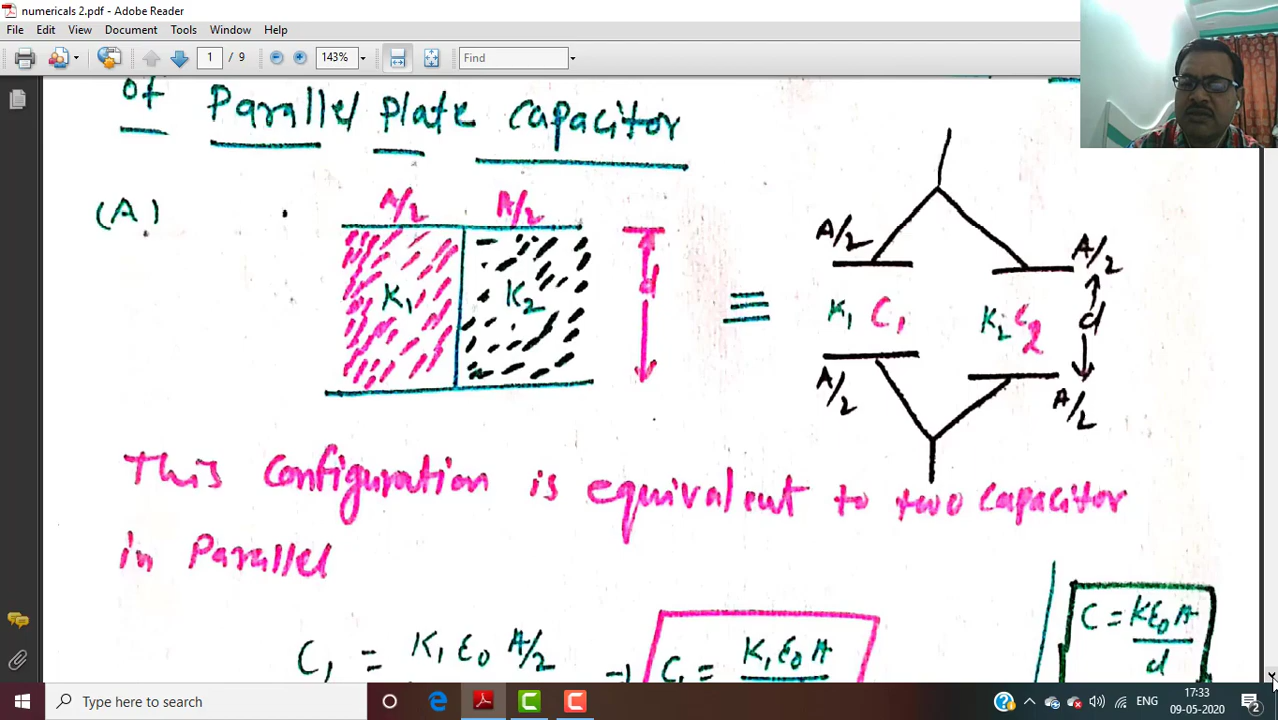 numericals 2.pdf - Adobe Reader
File Edit View Document Tools Window Help
1 / 9 143% Find
of Parallel plate capacitor
(A)
A/2 A/2
K1 K2
d
≡
A/2 A/2
K1 C1 K2 C2 d
A/2 A/2
This configuration is equivalent to two capacitor
in Parallel
C1 = K1 ε0 A/2 → C1 = K1 ε0 A
C = Kε0A
d
Type here to search
ENG
17:33
09-05-2020
2